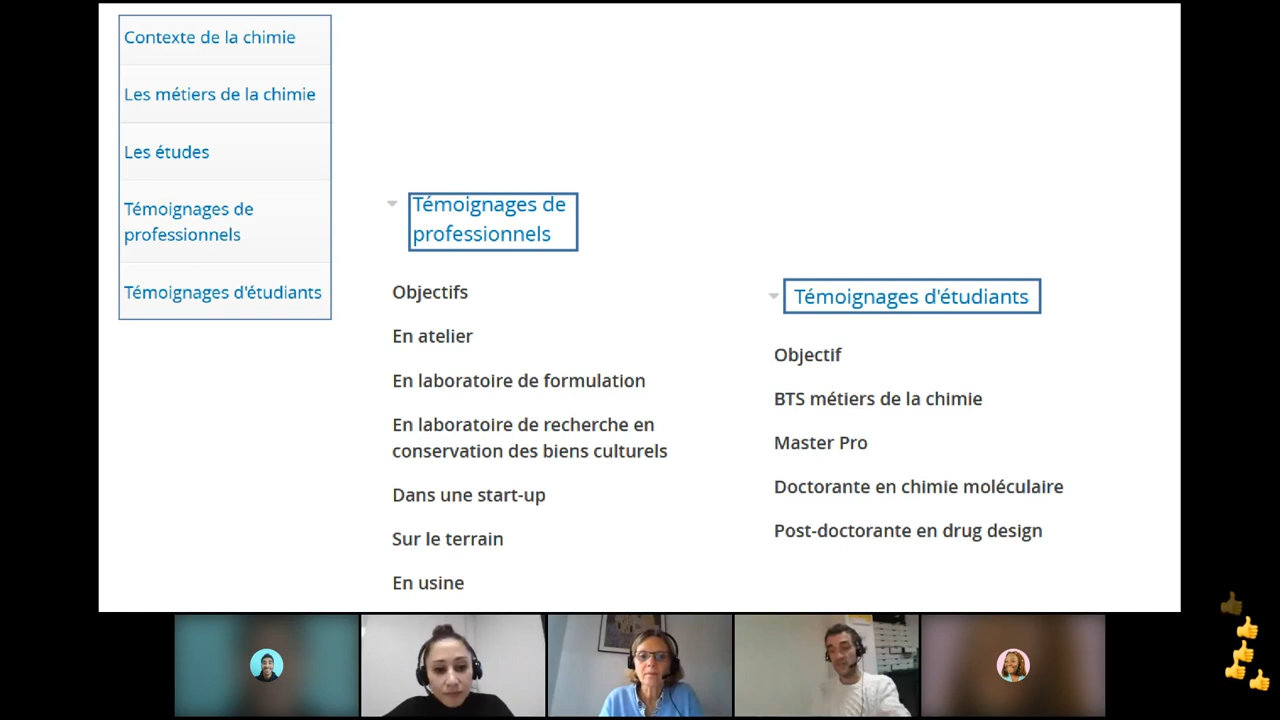 Contexte de la chimie
Les métiers de la chimie
Les études
Témoignages de
professionnels
Témoignages d'étudiants
Témoignages de
professionnels
Objectifs
En atelier
En laboratoire de formulation
En laboratoire de recherche en
conservation des biens culturels
Dans une start-up
Sur le terrain
En usine
Témoignages d'étudiants
Objectif
BTS métiers de la chimie
Master Pro
Doctorante en chimie moléculaire
Post-doctorante en drug design